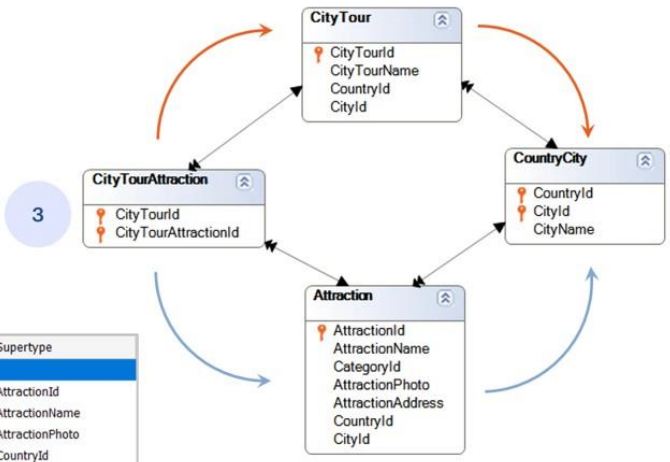 CityTour
CityTourId
CityTourName
CountryId
CityId
CountryCity
CountryId
CityId
CityName
CityTourAttraction
CityTourId
CityTourAttractionId
3
Attraction
AttractionId
AttractionName
CategoryId
AttractionPhoto
AttractionAddress
CountryId
CityId
Supertype
AttractionId
AttractionName
AttractionPhoto
CountryId